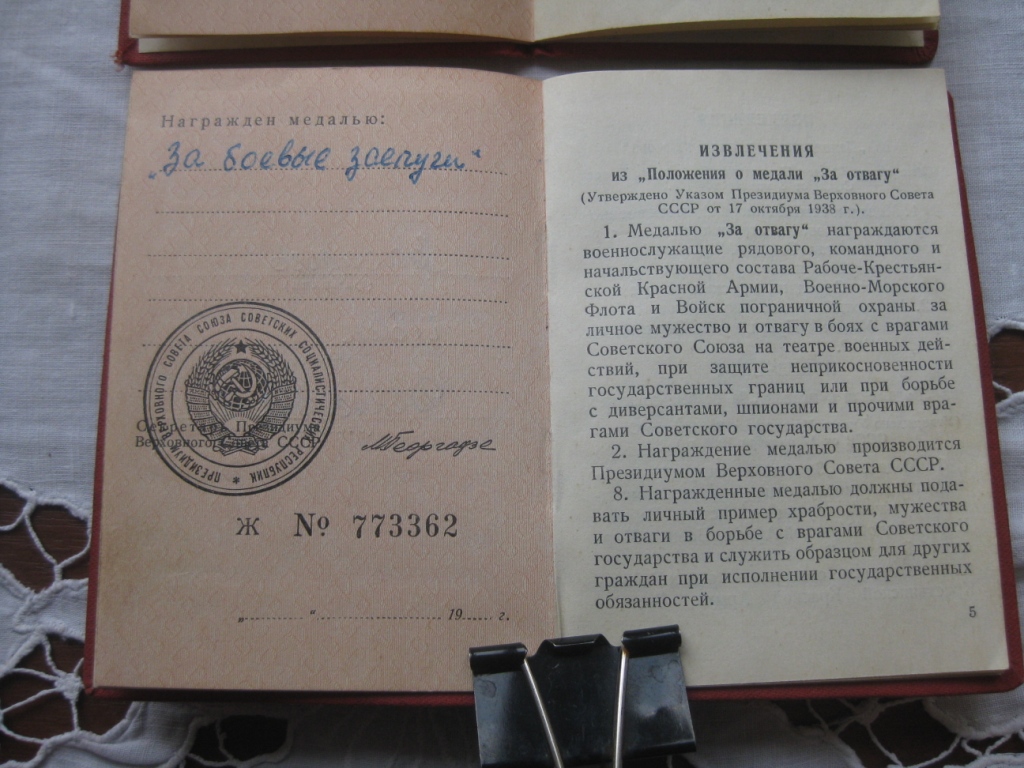 Награжден медалью:
„За боевые заслуги“
ПРЕЗИДИУМ ВЕРХОВНОГО СОВЕТА СОЮЗА СОВЕТСКИХ СОЦИАЛИСТИЧЕСКИХ РЕСПУБЛИК
Секретарь Президиума
Верховного Совета СССР
МГеоргадзе
Ж № 773362
„ “ 19 г.
ИЗВЛЕЧЕНИЯ
из „Положения о медали „За отвагу“
(Утверждено Указом Президиума Верховного Совета
СССР от 17 октября 1938 г.).
1. Медалью „За отвагу“ награждаются
военнослужащие рядового, командного и
начальствующего состава Рабоче-Крестьян-
ской Красной Армии, Военно-Морского
Флота и Войск пограничной охраны за
личное мужество и отвагу в боях с врагами
Советского Союза на театре военных дей-
ствий, при защите неприкосновенности
государственных границ или при борьбе
с диверсантами, шпионами и прочими вра-
гами Советского государства.
2. Награждение медалью производится
Президиумом Верховного Совета СССР.
8. Награжденные медалью должны пода-
вать личный пример храбрости, мужества
и отваги в борьбе с врагами Советского
государства и служить образцом для других
граждан при исполнении государственных
обязанностей.
5